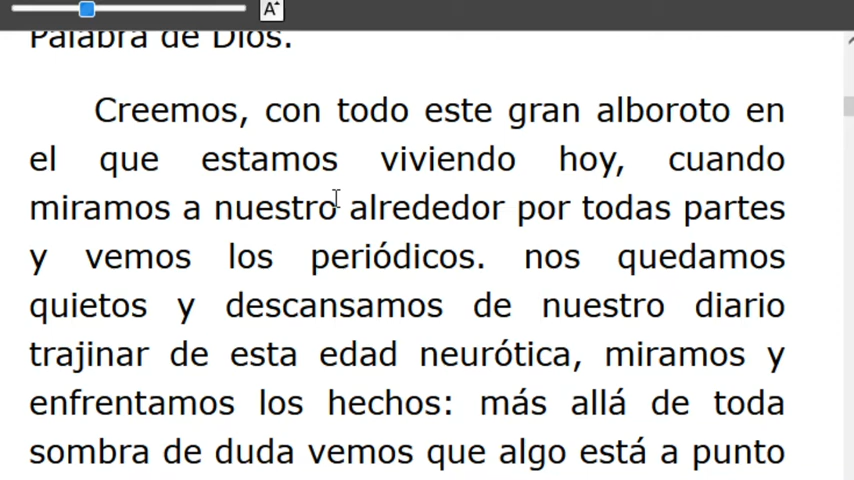 A
Palabra de Dios.
Creemos, con todo este gran alboroto en
el que estamos viviendo hoy, cuando
miramos a nuestro alrededor por todas partes
y vemos los periódicos. nos quedamos
quietos y descansamos de nuestro diario
trajinar de esta edad neurótica, miramos y
enfrentamos los hechos: más allá de toda
sombra de duda vemos que algo está a punto